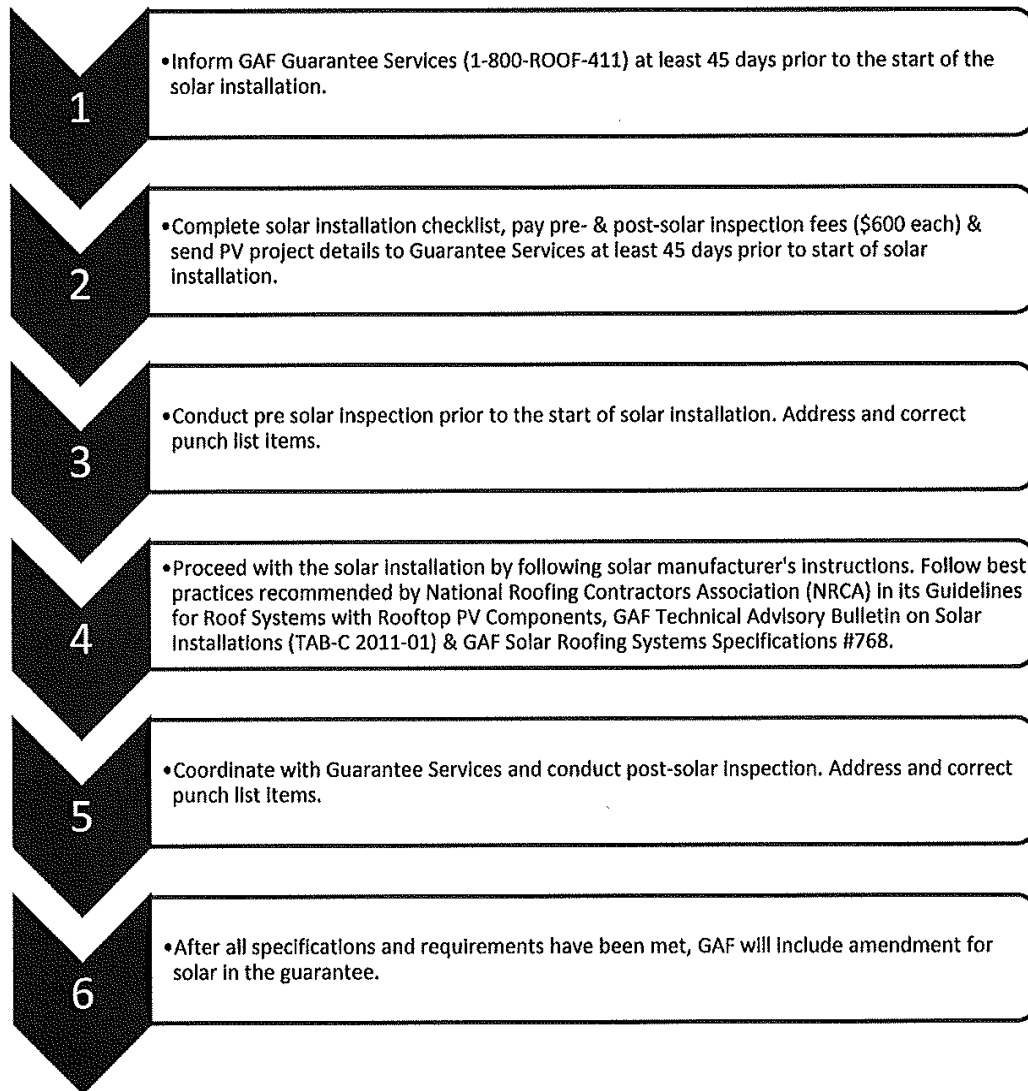 1
•Inform GAF Guarantee Services (1-800-ROOF-411) at least 45 days prior to the start of the
solar installation.
2
•Complete solar installation checklist, pay pre- & post-solar inspection fees ($600 each) &
send PV project details to Guarantee Services at least 45 days prior to start of solar
installation.
3
•Conduct pre solar inspection prior to the start of solar installation. Address and correct
punch list items.
4
•Proceed with the solar installation by following solar manufacturer's instructions. Follow best
practices recommended by National Roofing Contractors Association (NRCA) in its Guidelines
for Roof Systems with Rooftop PV Components, GAF Technical Advisory Bulletin on Solar
Installations (TAB-C 2011-01) & GAF Solar Roofing Systems Specifications #768.
5
•Coordinate with Guarantee Services and conduct post-solar inspection. Address and correct
punch list items.
6
•After all specifications and requirements have been met, GAF will include amendment for
solar in the guarantee.